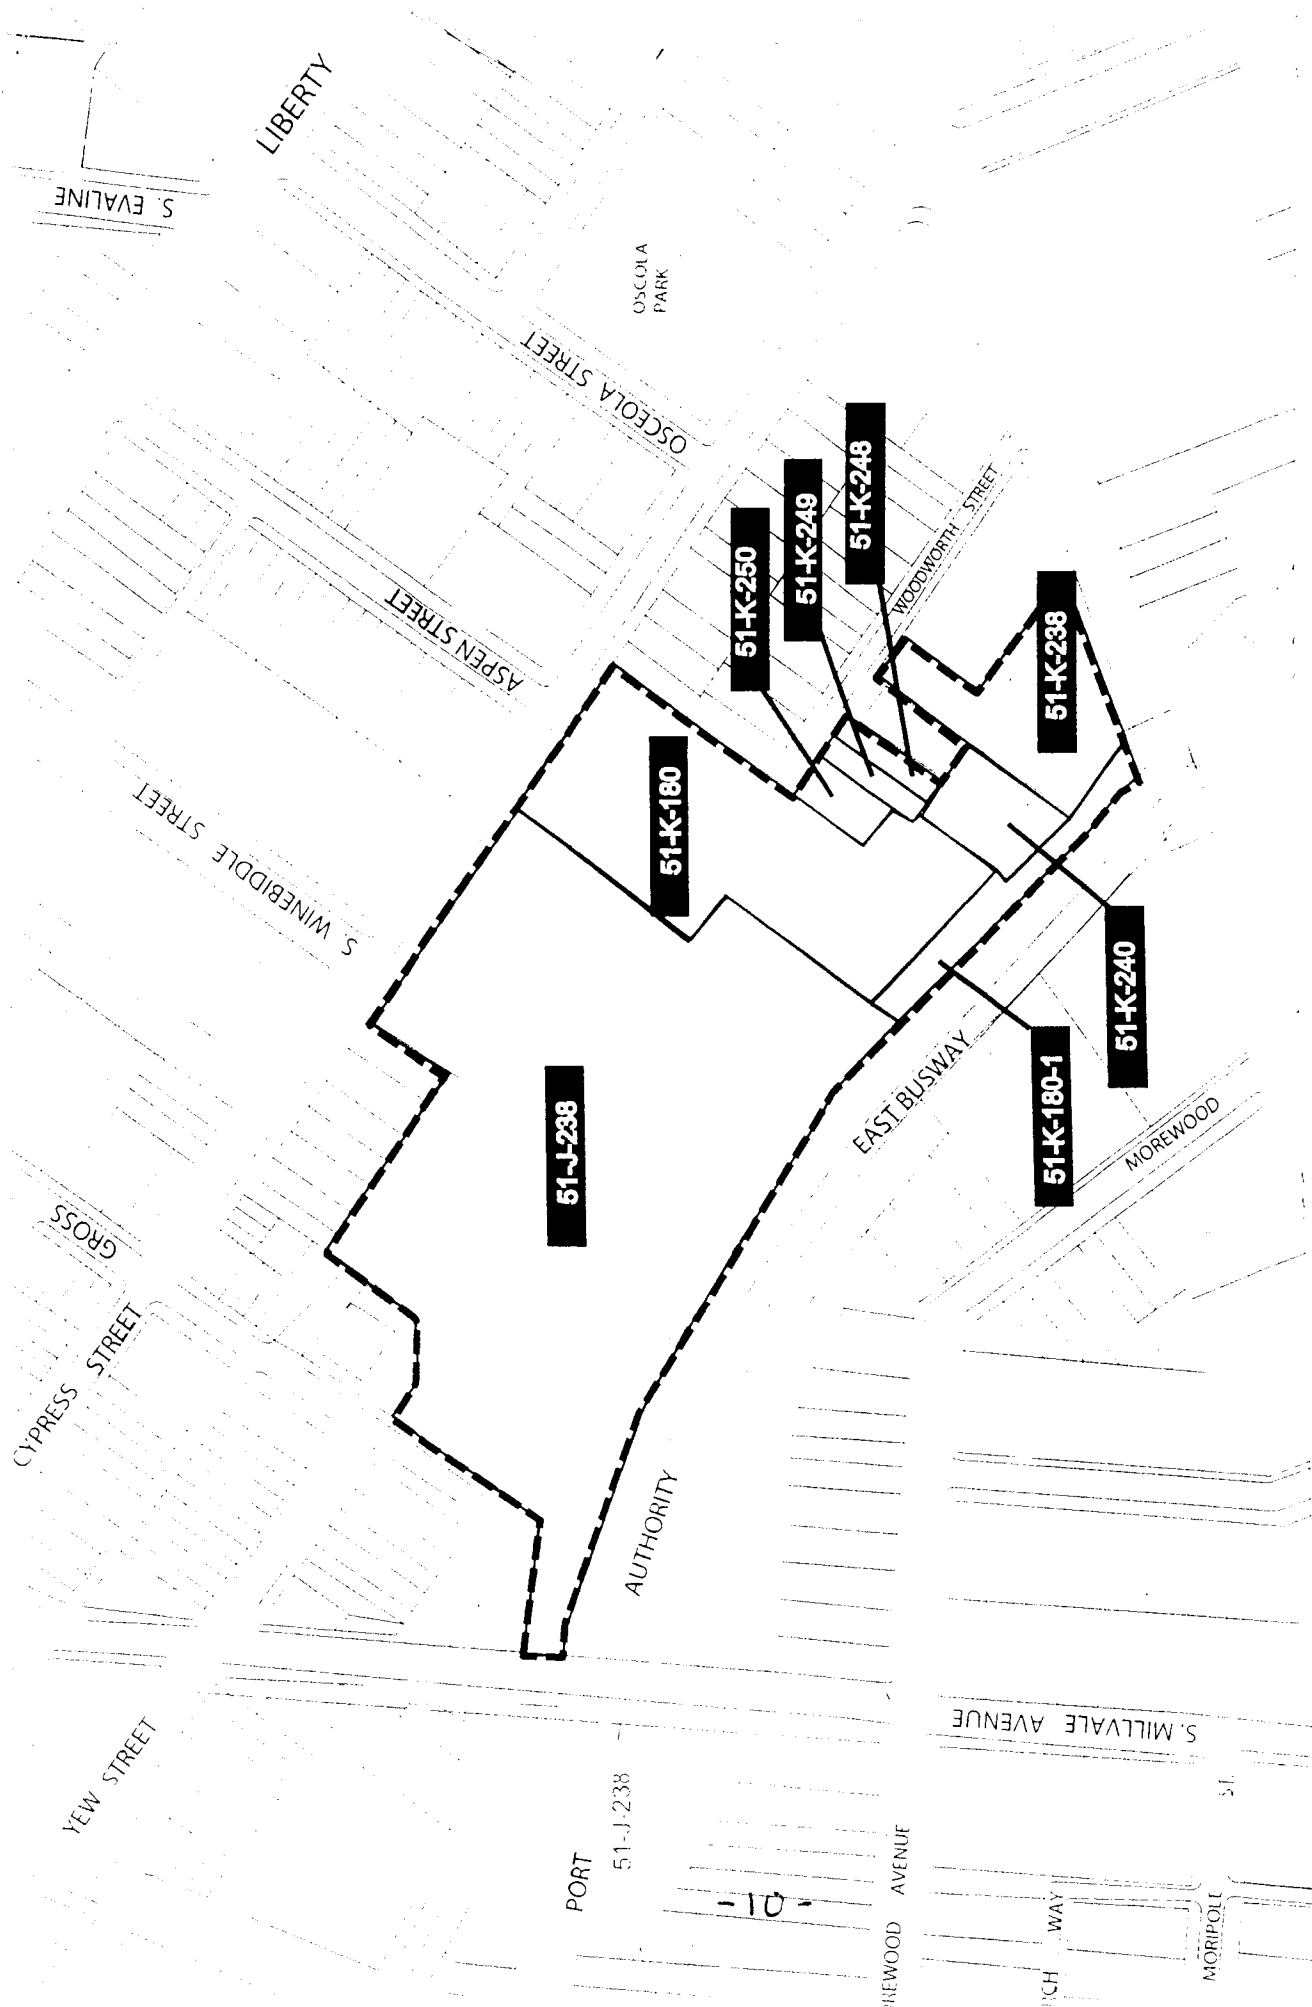 LIBERTY
S. EVALINE
OSCOLA
PARK
OSCEOLA STREET
ASPEN STREET
S. WINEBIDDLE STREET
GROSS
CYPRESS STREET
YEW STREET
51-K-250
51-K-249
51-K-248
WOODWORTH STREET
51-K-238
51-K-180
51-J-238
51-K-240
51-K-180-1
EAST BUSWAY
MOREWOOD
AUTHORITY
PORT
51-J-238
S. MILLVALE AVENUE
AVENUE
WAY
MORIPOLE
ST.
-10-